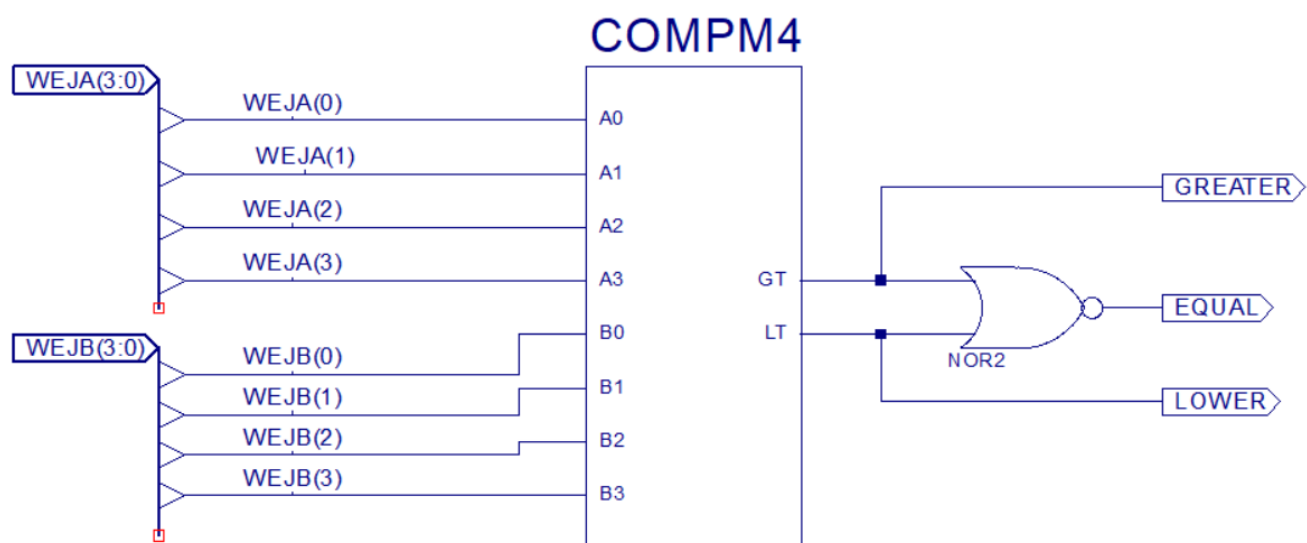 COMPM4
WEJA(3:0)
WEJA(0)
A0
WEJA(1)
A1
WEJA(2)
A2
WEJA(3)
A3
WEJB(3:0)
B0
WEJB(0)
B1
WEJB(1)
B2
WEJB(2)
WEJB(3)
B3
GT
LT
NOR2
GREATER
EQUAL
LOWER